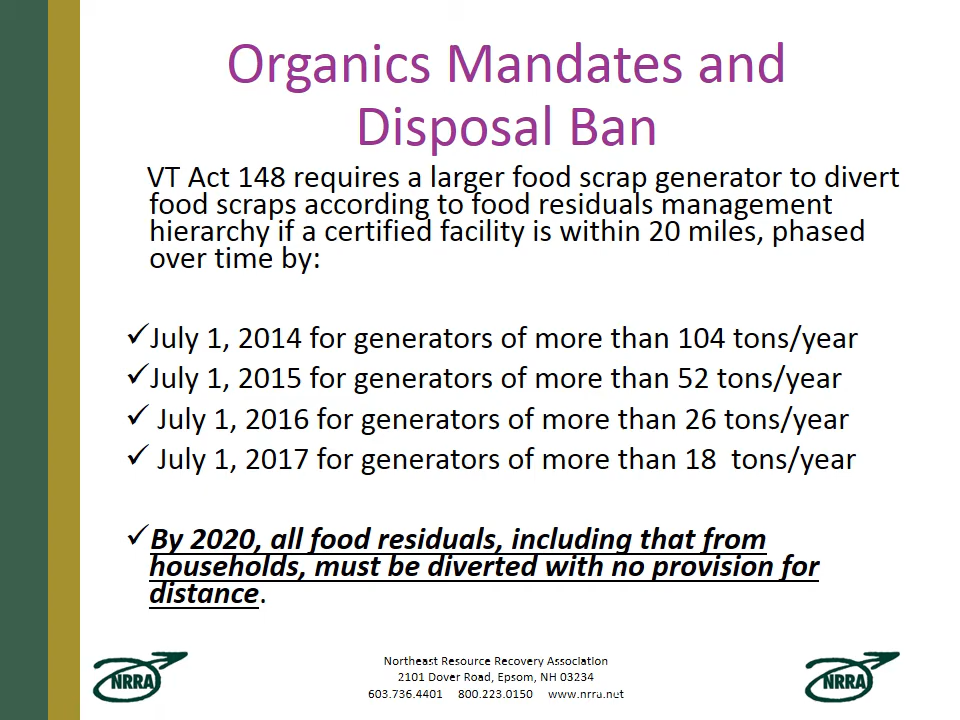 Organics Mandates and
Disposal Ban
VT Act 148 requires a larger food scrap generator to divert
food scraps according to food residuals management
hierarchy if a certified facility is within 20 miles, phased
over time by:
✓July 1, 2014 for generators of more than 104 tons/year
✓July 1, 2015 for generators of more than 52 tons/year
✓ July 1, 2016 for generators of more than 26 tons/year
✓ July 1, 2017 for generators of more than 18  tons/year
✓By 2020, all food residuals, including that from
households, must be diverted with no provision for
distance.
NRRA
Northeast Resource Recovery Association
2101 Dover Road, Epsom, NH 03234
603.736.4401    800.223.0150    www.nrra.net
NRRA